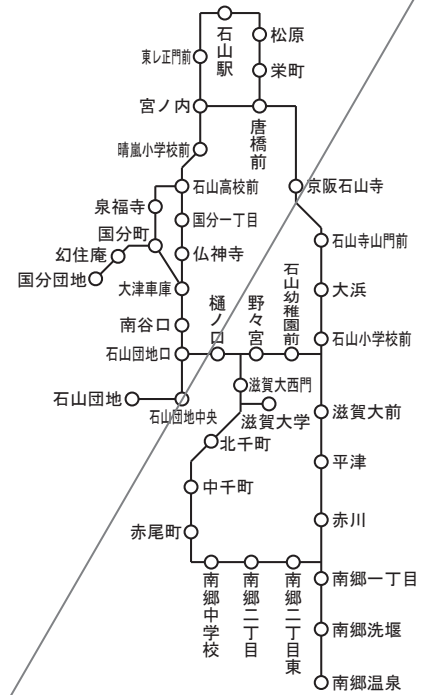 石山駅
松原
東レ正門前
栄町
宮ノ内
唐橋前
晴嵐小学校前
石山高校前
京阪石山寺
泉福寺
国分一丁目
国分町
石山寺山門前
幻住庵
仏神寺
国分団地
大津車庫
大浜
樋ノ口
野々宮
石山幼稚園前
南谷口
石山小学校前
石山団地口
滋賀大西門
石山団地
石山団地中央
滋賀大学
滋賀大前
北千町
平津
中千町
赤川
赤尾町
南郷中学校
南郷二丁目
南郷二丁目東
南郷一丁目
南郷洗堰
南郷温泉